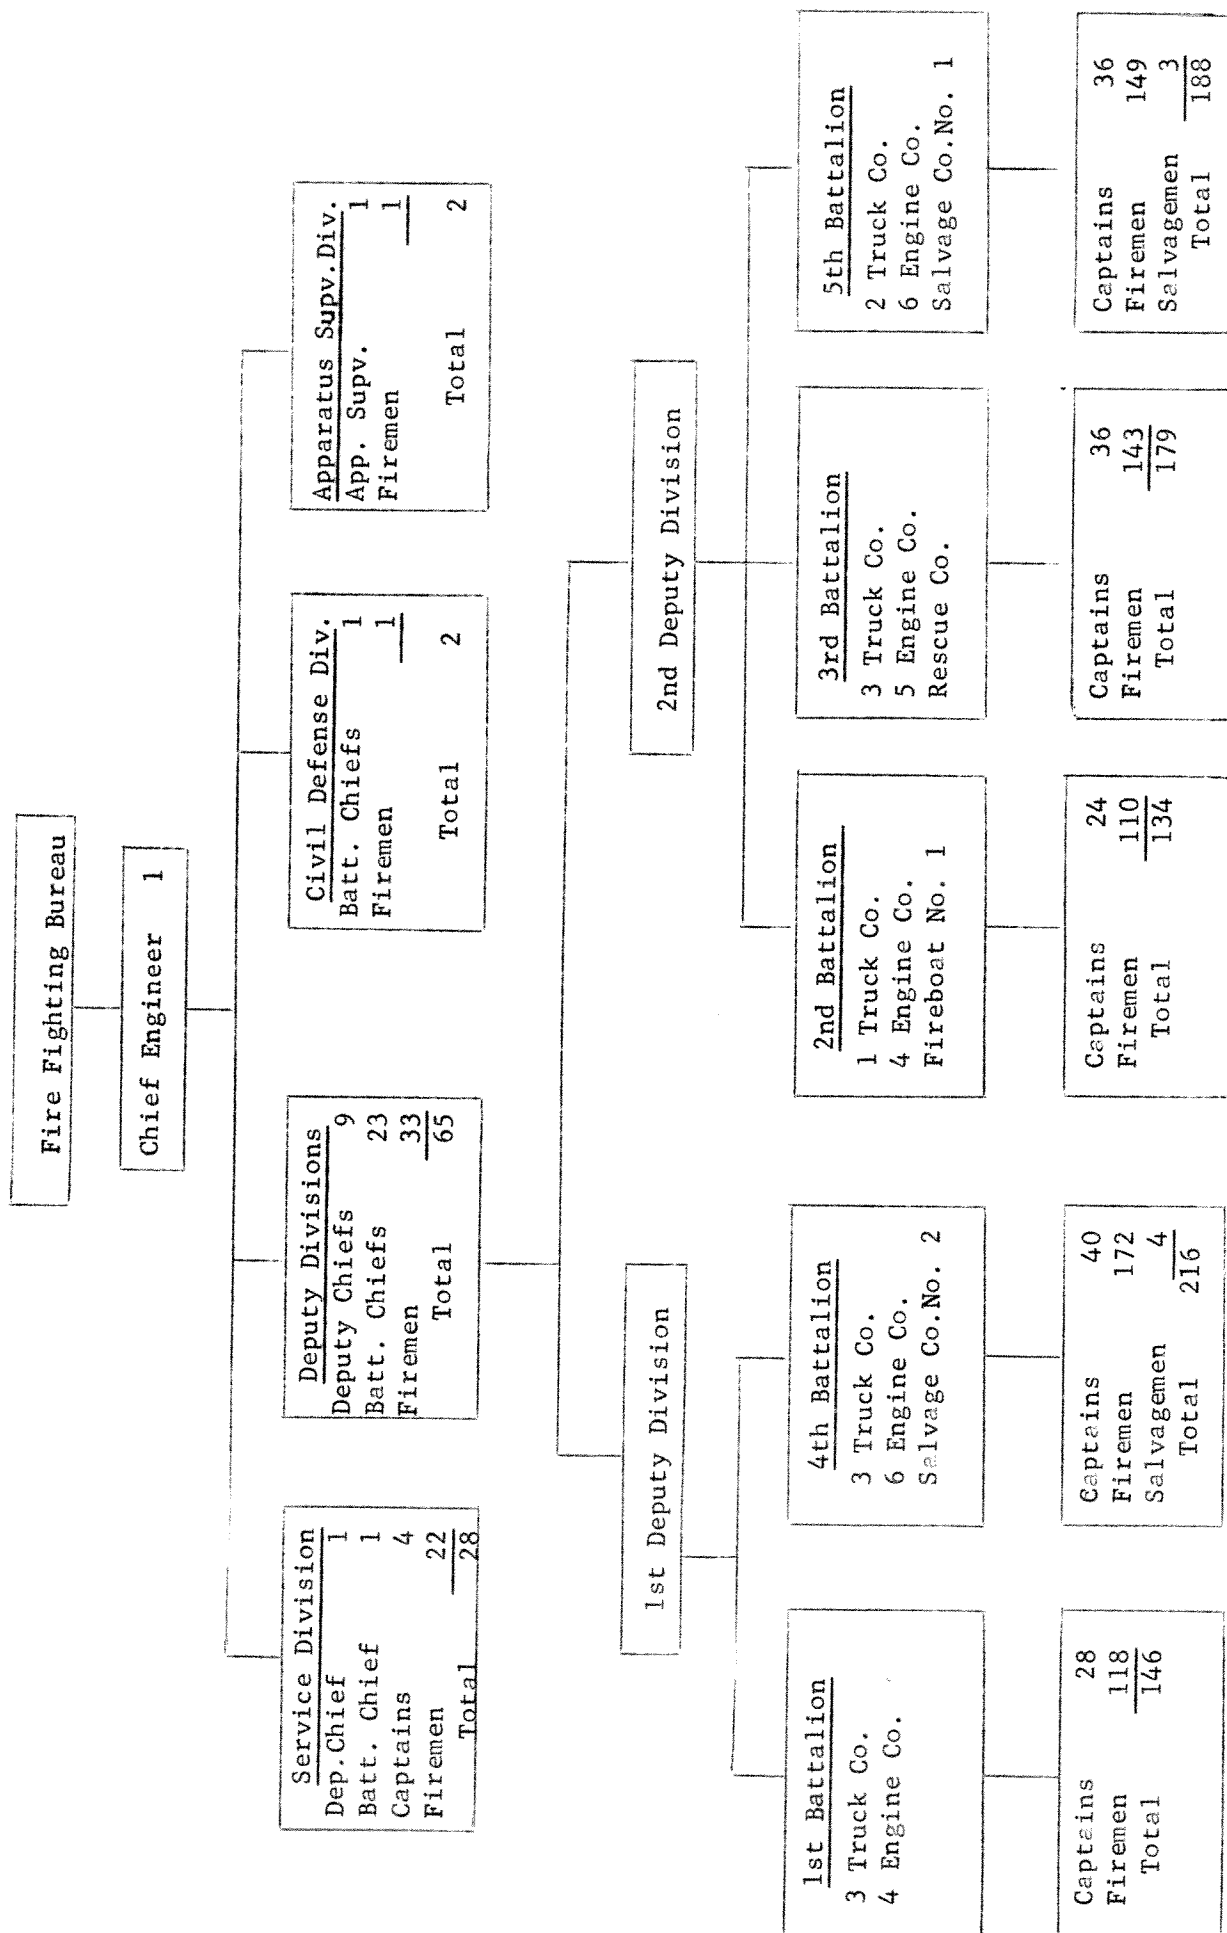 Fire Fighting Bureau
Chief Engineer 1
Service Division
Dep.Chief 1
Batt. Chief 1
Captains 4
Firemen 22
Total 28
Deputy Divisions
Deputy Chiefs 9
Batt. Chiefs 23
Firemen 33
Total 65
Civil Defense Div.
Batt. Chiefs 1
Firemen 1
Total 2
Apparatus Supv.Div.
App. Supv. 1
Firemen 1
Total 2
1st Deputy Division
2nd Deputy Division
1st Battalion
3 Truck Co.
4 Engine Co.
4th Battalion
3 Truck Co.
6 Engine Co.
Salvage Co.No. 2
2nd Battalion
1 Truck Co.
4 Engine Co.
Fireboat No. 1
3rd Battalion
3 Truck Co.
5 Engine Co.
Rescue Co.
5th Battalion
2 Truck Co.
6 Engine Co.
Salvage Co.No. 1
Captains 28
Firemen 118
Total 146
Captains 40
Firemen 172
Salvagemen 4
Total 216
Captains 24
Firemen 110
Total 134
Captains 36
Firemen 143
Total 179
Captains 36
Firemen 149
Salvagemen 3
Total 188